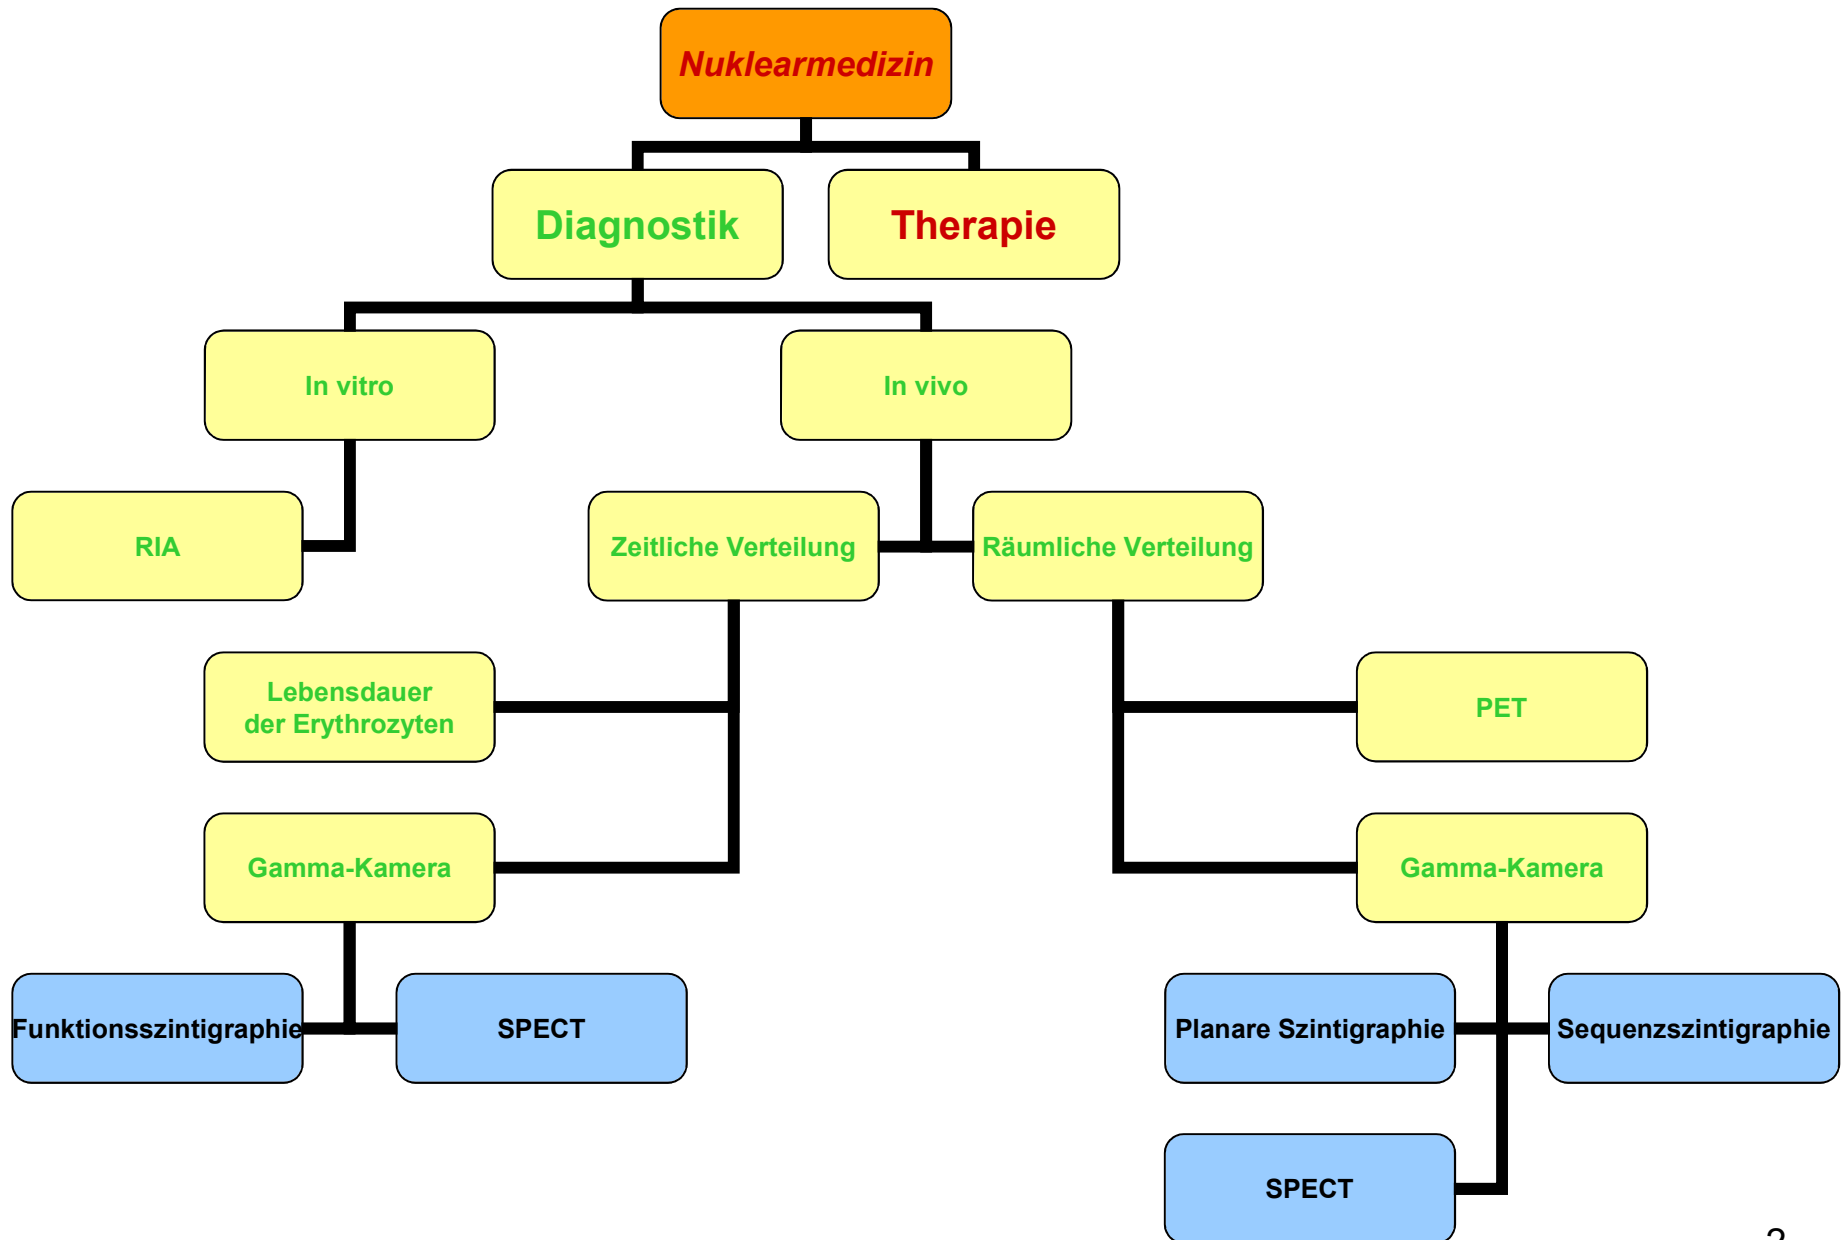 Nuklearmedizin
Diagnostik
Therapie
In vitro
In vivo
RIA
Zeitliche Verteilung
Räumliche Verteilung
Lebensdauer
der Erythrozyten
PET
Gamma-Kamera
Gamma-Kamera
Funktionsszintigraphie
SPECT
Planare Szintigraphie
Sequenzszintigraphie
SPECT
2